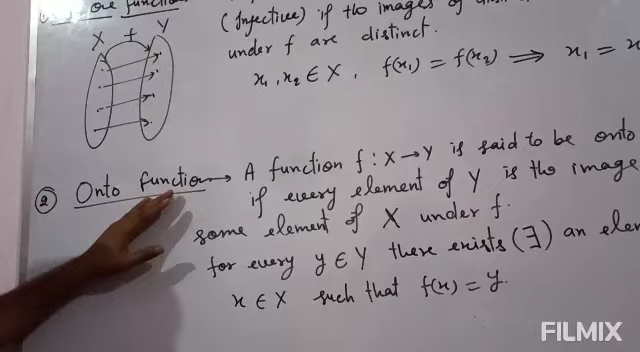 one function
(Injective) if the images of
under f are distinct.
X f Y
x₁, x₂ ∈ X , f(x₁) = f(x₂) ⟹ x₁ =
② Onto function → A function f : X → Y is said to be onto
if every element of Y is the image
some element of X under f.
for every y ∈ Y there exists (∃) an
x ∈ X such that f(x) = y.
FILMIX